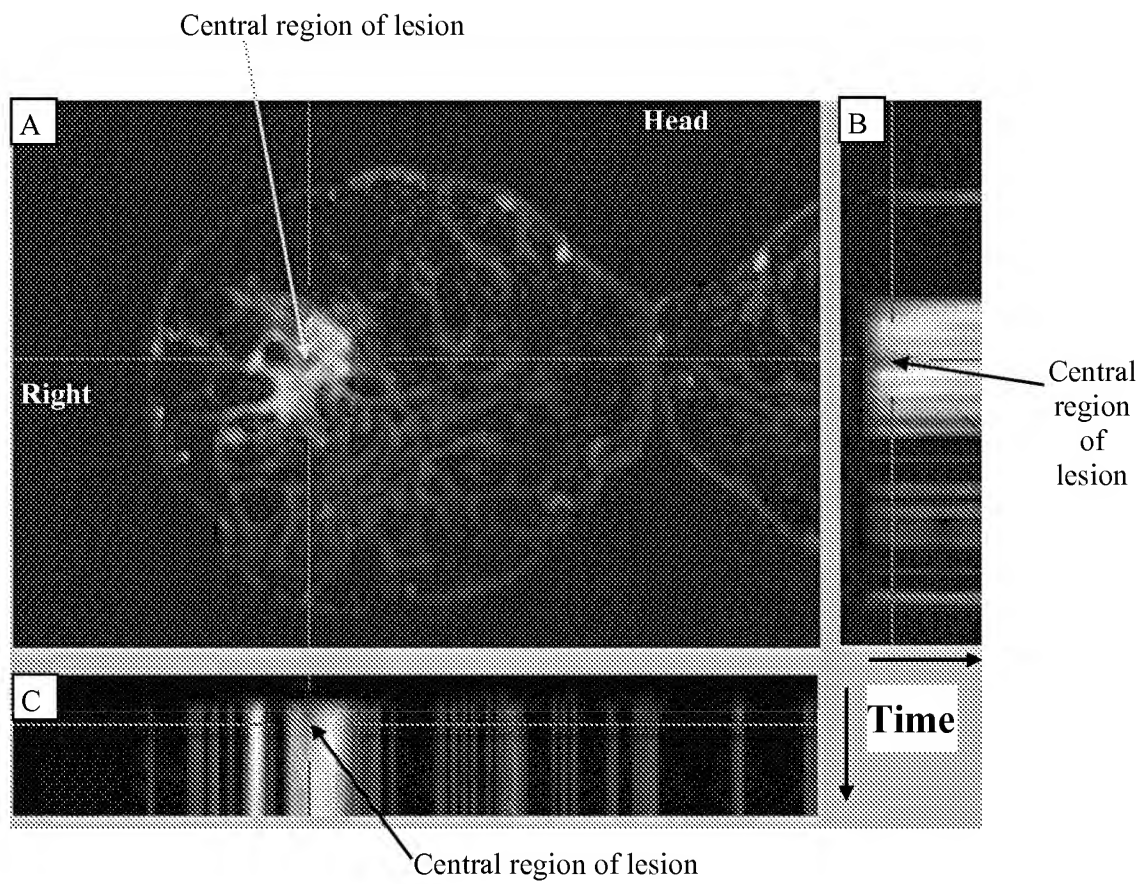 Central region of lesion
A
Head
B
Right
Central
region
of
lesion
C
Time
Central region of lesion